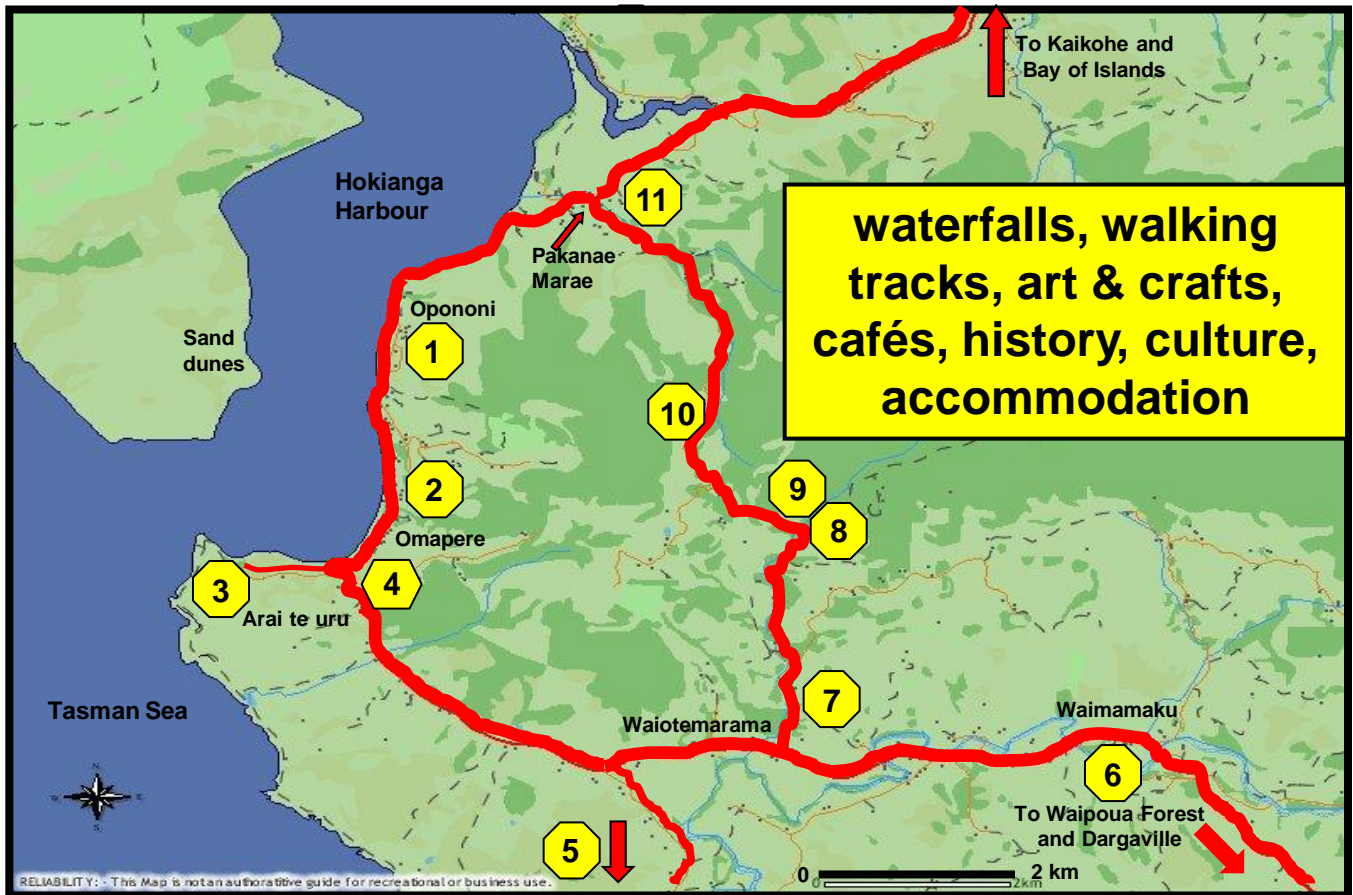 To Kaikohe and
Bay of Islands
Hokianga
Harbour
11
waterfalls, walking
tracks, art & crafts,
cafés, history, culture,
accommodation
Pakanae
Marae
Opononi
1
Sand
dunes
10
2
9
8
Omapere
3
4
Arai te uru
7
Tasman Sea
Waiotemarama
Waimamaku
6
N
W
E
S
5
To Waipoua Forest
and Dargaville
0 2 km
0 2km
RELIABILITY: - This Map is not an authoratitive guide for recreational or business use.